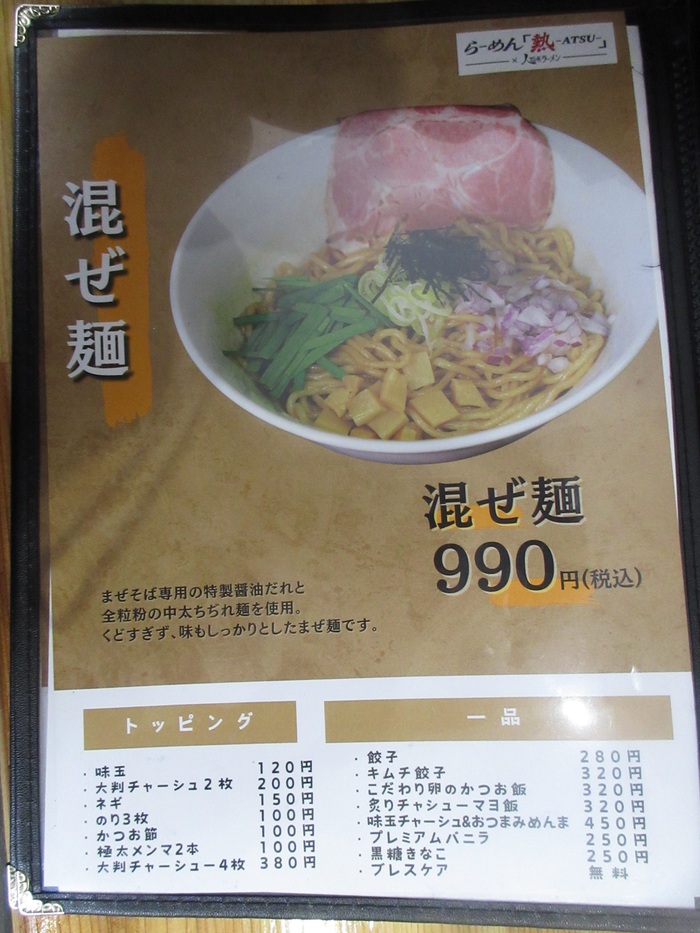 らーめん「熱-ATSU-」
混ぜ麺
混ぜ麺
990円(税込)
まぜそば専用の特製醤油だれと
全粒粉の中太ちぢれ麺を使用。
くどすぎず、味もしっかりとしたまぜ麺です。
トッピング
・味玉 120円
・大判チャーシュ2枚 200円
・ネギ 150円
・のり3枚 100円
・かつお節 100円
・極太メンマ2本 100円
・大判チャーシュー4枚 380円
一品
・餃子 280円
・キムチ餃子 320円
・こだわり卵のかつお飯 320円
・炙りチャシューマヨ飯 320円
・味玉チャーシュ&おつまみめんま 450円
・プレミアムバニラ 250円
・黒糖きなこ 250円
・ブレスケア 無料